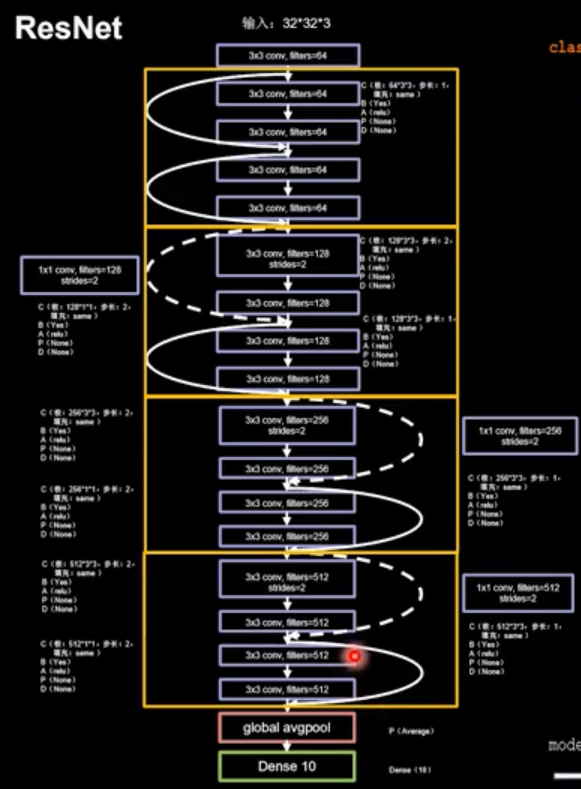 ResNet
输入：32*32*3
clas
3x3 conv, filters=64
3x3 conv, filters=64
C（核：64*3*3，步长：1，
填充：same ）
B（Yes）
A（relu）
P（None）
D（None）
3x3 conv, filters=64
3x3 conv, filters=64
3x3 conv, filters=64
1x1 conv, filters=128
strides=2
C（核：128*1*1，步长：2，
填充：same ）
B（Yes）
A（relu）
P（None）
D（None）
3x3 conv, filters=128
strides=2
C（核：128*3*3，步长：2，
填充：same ）
B（Yes）
A（relu）
P（None）
D（None）
3x3 conv, filters=128
3x3 conv, filters=128
C（核：128*3*3，步长：1，
填充：same ）
B（Yes）
A（relu）
P（None）
D（None）
3x3 conv, filters=128
C（核：256*3*3，步长：2，
填充：same ）
B（Yes）
A（relu）
P（None）
D（None）
3x3 conv, filters=256
strides=2
1x1 conv, filters=256
strides=2
3x3 conv, filters=256
C（核：256*1*1，步长：2，
填充：same ）
B（Yes）
A（relu）
P（None）
D（None）
3x3 conv, filters=256
3x3 conv, filters=256
C（核：256*3*3，步长：1，
填充：same ）
B（Yes）
A（relu）
P（None）
D（None）
C（核：512*3*3，步长：2，
填充：same ）
B（Yes）
A（relu）
P（None）
D（None）
3x3 conv, filters=512
strides=2
1x1 conv, filters=512
strides=2
3x3 conv, filters=512
C（核：512*1*1，步长：2，
填充：same ）
B（Yes）
A（relu）
P（None）
D（None）
3x3 conv, filters=512
3x3 conv, filters=512
C（核：512*3*3，步长：1，
填充：same ）
B（Yes）
A（relu）
P（None）
D（None）
global avgpool
P（Average）
Dense 10
Dense（10）
mode